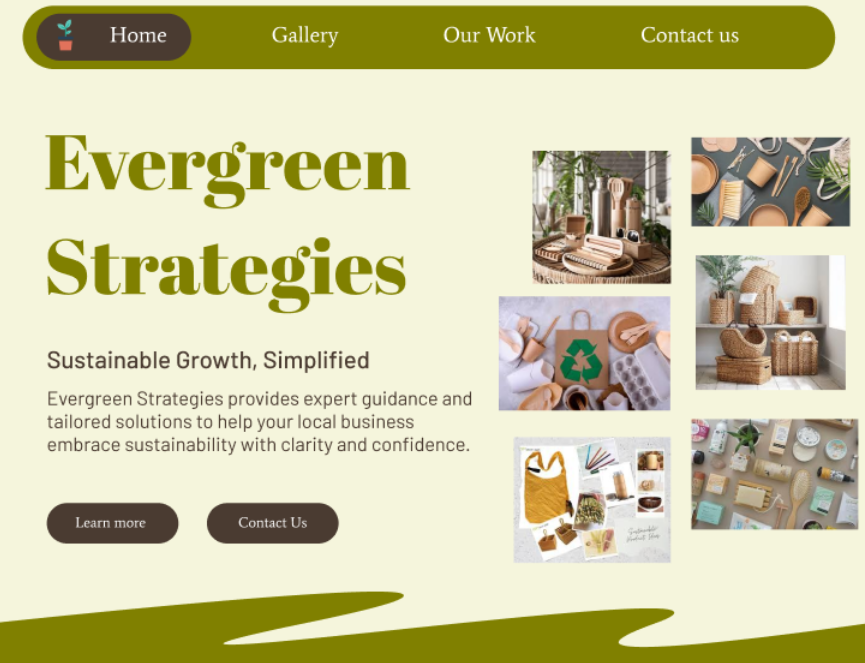 Home Gallery Our Work Contact us
Evergreen
Strategies
Sustainable Growth, Simplified
Evergreen Strategies provides expert guidance and
tailored solutions to help your local business
embrace sustainability with clarity and confidence.
Learn more Contact Us